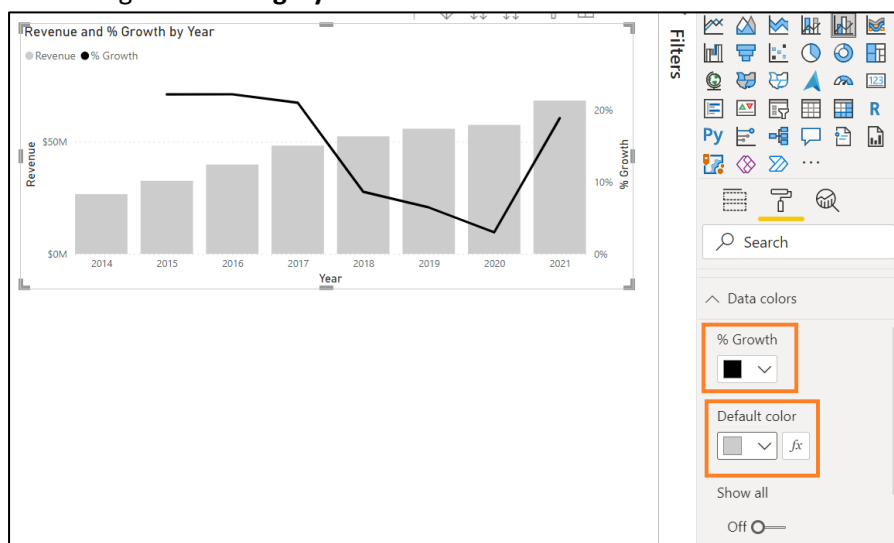 Revenue and % Growth by Year
Revenue % Growth
20%
$50M
10%
$0M
0%
Revenue
% Growth
2014 2015 2016 2017 2018 2019 2020 2021
Year
Filters
123
R
Py
...
Search
Data colors
% Growth
Default color
fx
Show all
Off